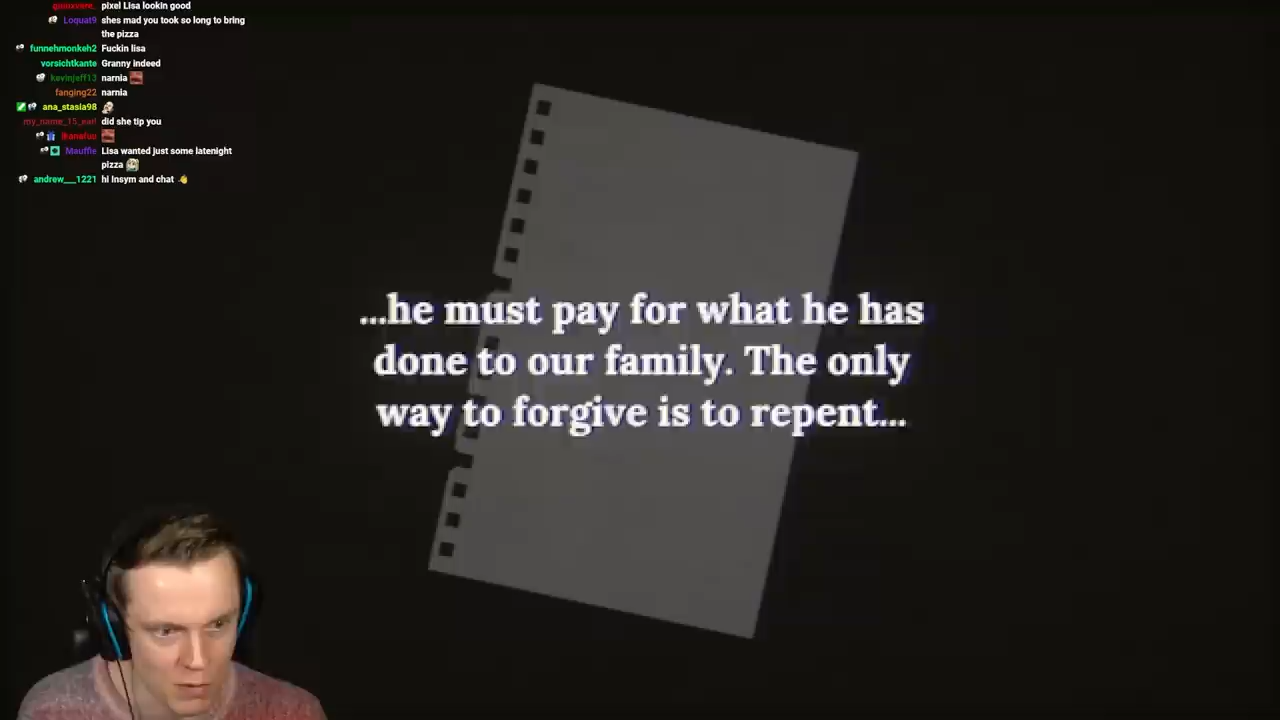 pixel Lisa lookin good
Loquat9 shes mad you took so long to bring
the pizza
funnehmonkeh2 Fuckin lisa
vorsichtkante Granny indeed
kevinjeff13 narnia
fanging22 narnia
ana_stasia98
did she tip you
Mauffie Lisa wanted just some latenight
pizza
andrew___1221 hi Insym and chat
...he must pay for what he has
done to our family. The only
way to forgive is to repent...